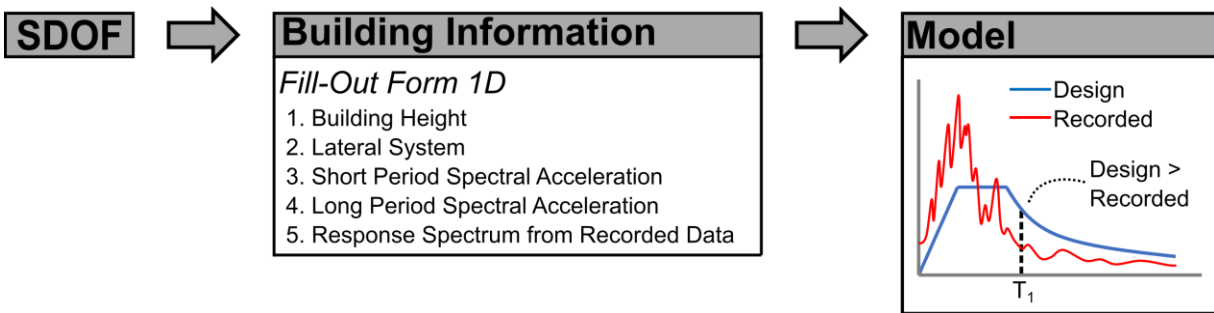 SDOF
Building Information
Fill-Out Form 1D
1. Building Height
2. Lateral System
3. Short Period Spectral Acceleration
4. Long Period Spectral Acceleration
5. Response Spectrum from Recorded Data
Model
Design
Recorded
Design >
Recorded
T₁